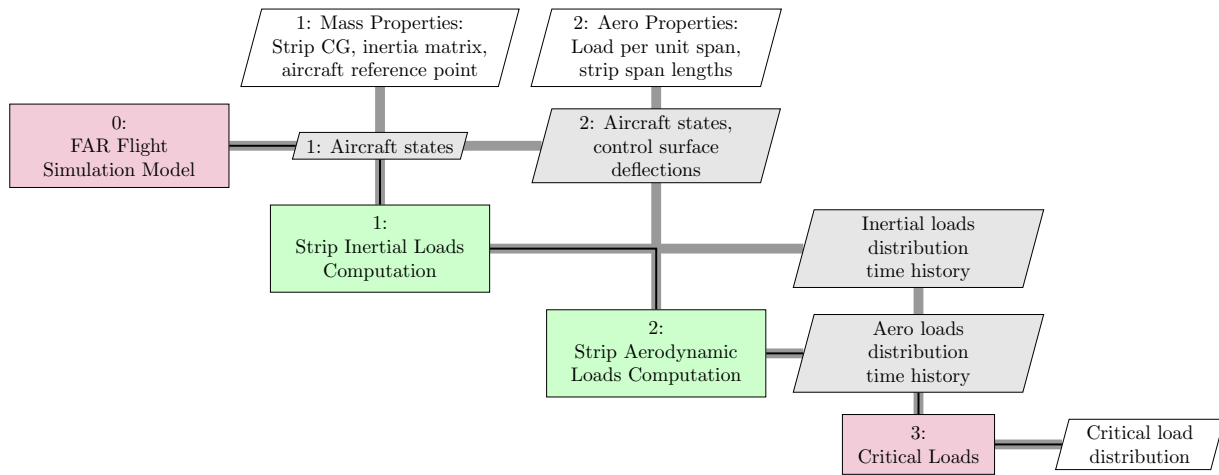 1: Mass Properties:
Strip CG, inertia matrix,
aircraft reference point
2: Aero Properties:
Load per unit span,
strip span lengths
0:
FAR Flight
Simulation Model
1: Aircraft states
2: Aircraft states,
control surface
deflections
1:
Strip Inertial Loads
Computation
Inertial loads
distribution
time history
2:
Strip Aerodynamic
Loads Computation
Aero loads
distribution
time history
3:
Critical Loads
Critical load
distribution